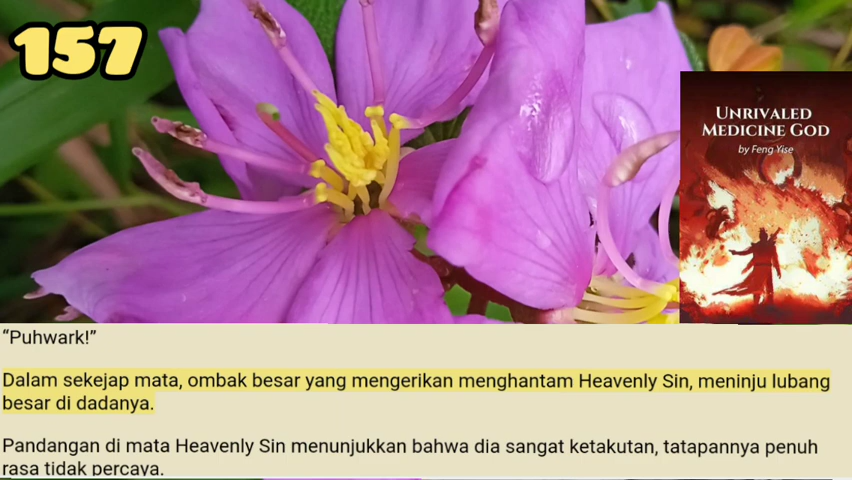 157
UNRIVALED
MEDICINE GOD
by Feng Yise
“Puhwark!”
Dalam sekejap mata, ombak besar yang mengerikan menghantam Heavenly Sin, meninju lubang
besar di dadanya.
Pandangan di mata Heavenly Sin menunjukkan bahwa dia sangat ketakutan, tatapannya penuh
rasa tidak percaya.